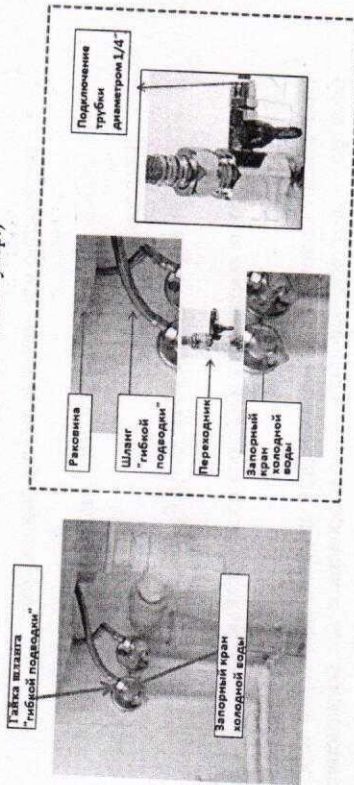 Гайка шланга
"гибкой подводки"
Запорный кран
холодной воды
Раковина
Шланг
"гибкой
подводки"
Переходник
Запорный
кран
холодной
воды
Подключение
трубки
диаметром 1/4"